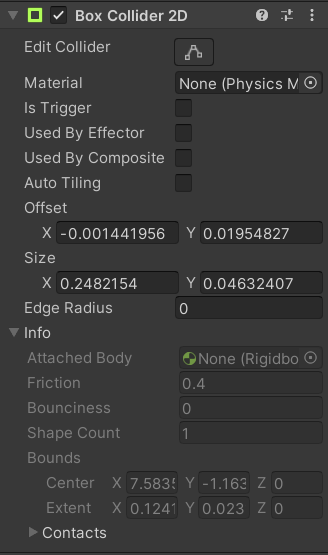 Box Collider 2D
Edit Collider
Material None (Physics M
Is Trigger
Used By Effector
Used By Composite
Auto Tiling
Offset
X -0.001441956 Y 0.01954827
Size
X 0.2482154 Y 0.04632407
Edge Radius 0
Info
Attached Body None (Rigidbo
Friction 0.4
Bounciness 0
Shape Count 1
Bounds
Center X 7.5835 Y -1.163 Z 0
Extent X 0.1241 Y 0.023 Z 0
Contacts